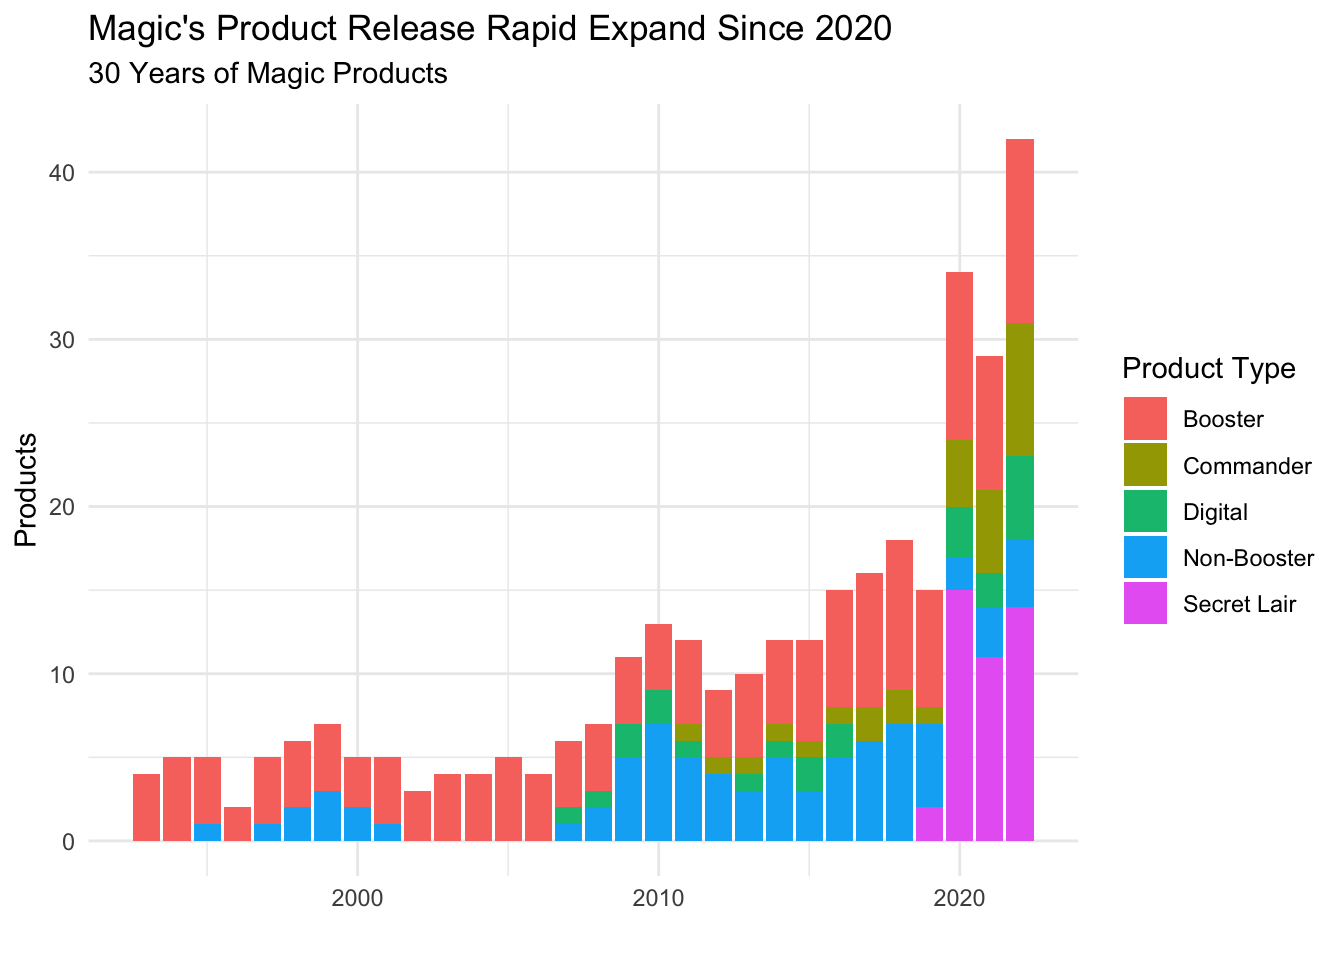 Magic's Product Release Rapid Expand Since 2020
30 Years of Magic Products
40
30
20
10
0
Products
2000
2010
2020
Product Type
Booster
Commander
Digital
Non-Booster
Secret Lair